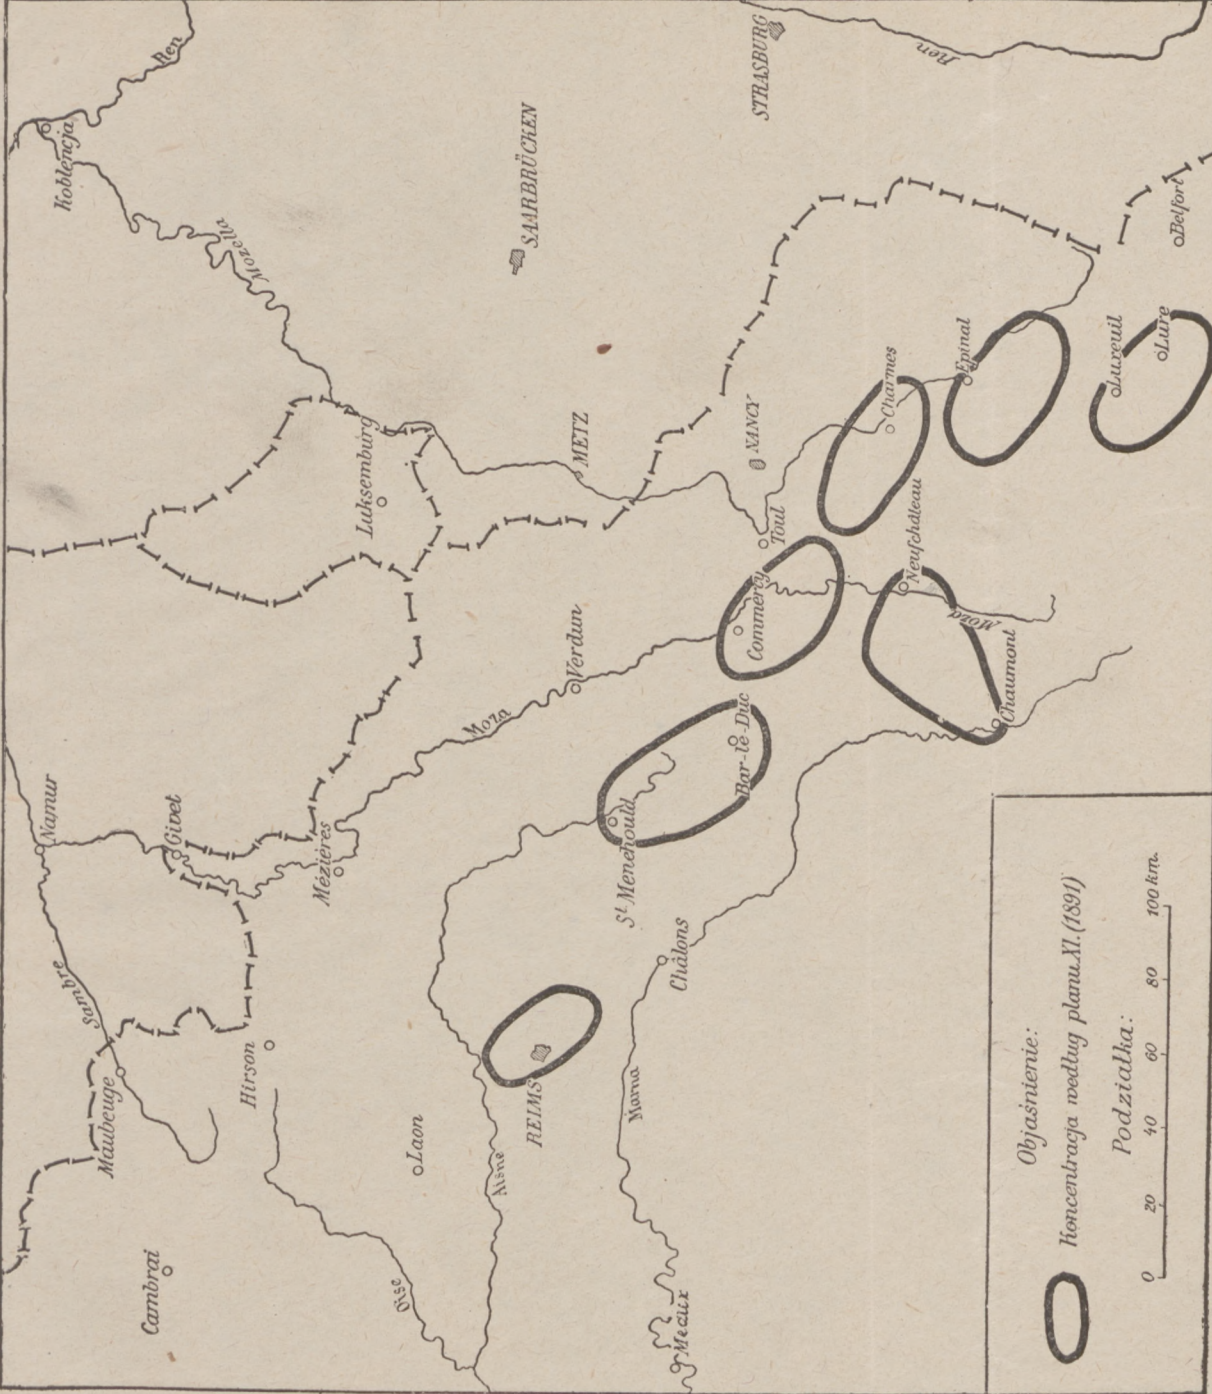 Cambrai
Maubeuge
Sambre
Namur
Givet
Koblencja
Ren
Hirson
Oise
Laon
Mézières
Luksemburg
Mozella
Aisne
REIMS
Moza
Verdun
METZ
SAARBRÜCKEN
Meaux
Marna
Châlons
St. Menehould
Bar-le-Duc
Commercy
Toul
NANCY
STRASBURG
Ren
Chaumont
Moza
Neufchâteau
Charmes
Epinal
Luxeuil
Lure
Belfort
Objaśnienie:
Koncentracja według planu XI. (1891)
Podziałka:
0 20 40 60 80 100 km.